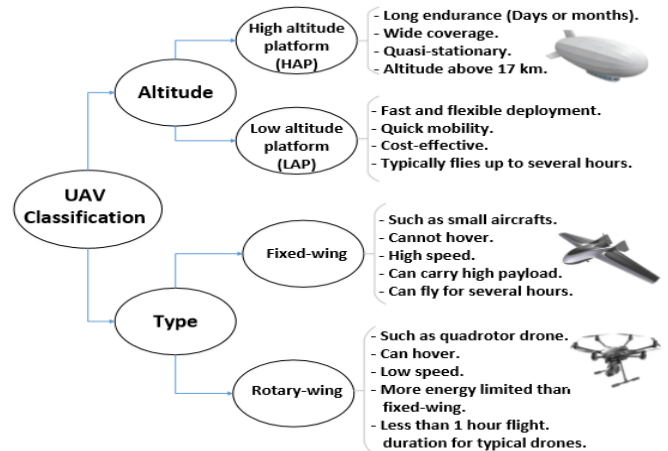 High altitude
platform
(HAP)
- Long endurance (Days or months).
- Wide coverage.
- Quasi-stationary.
- Altitude above 17 km.
Altitude
Low altitude
platform
(LAP)
- Fast and flexible deployment.
- Quick mobility.
- Cost-effective.
- Typically flies up to several hours.
UAV
Classification
Fixed-wing
- Such as small aircrafts.
- Cannot hover.
- High speed.
- Can carry high payload.
- Can fly for several hours.
Type
Rotary-wing
- Such as quadrotor drone.
- Can hover.
- Low speed.
- More energy limited than
fixed-wing.
- Less than 1 hour flight.
duration for typical drones.